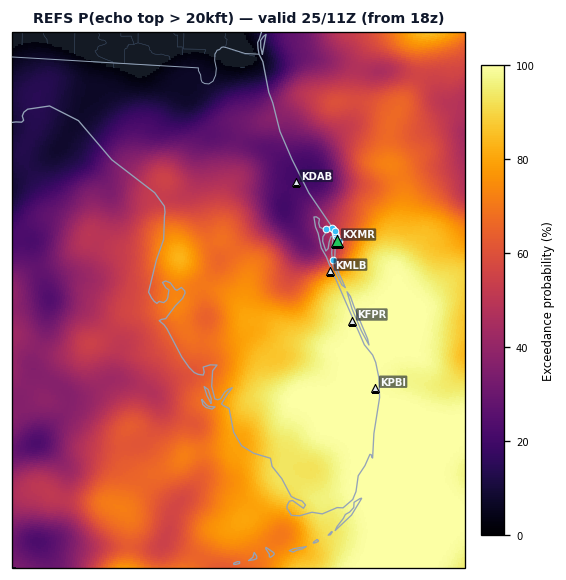 REFS P(echo top > 20kft) — valid 25/11Z (from 18z)
KDAB
KXMR
KMLB
KFPR
KPBI
100
80
60
40
20
0
Exceedance probability (%)